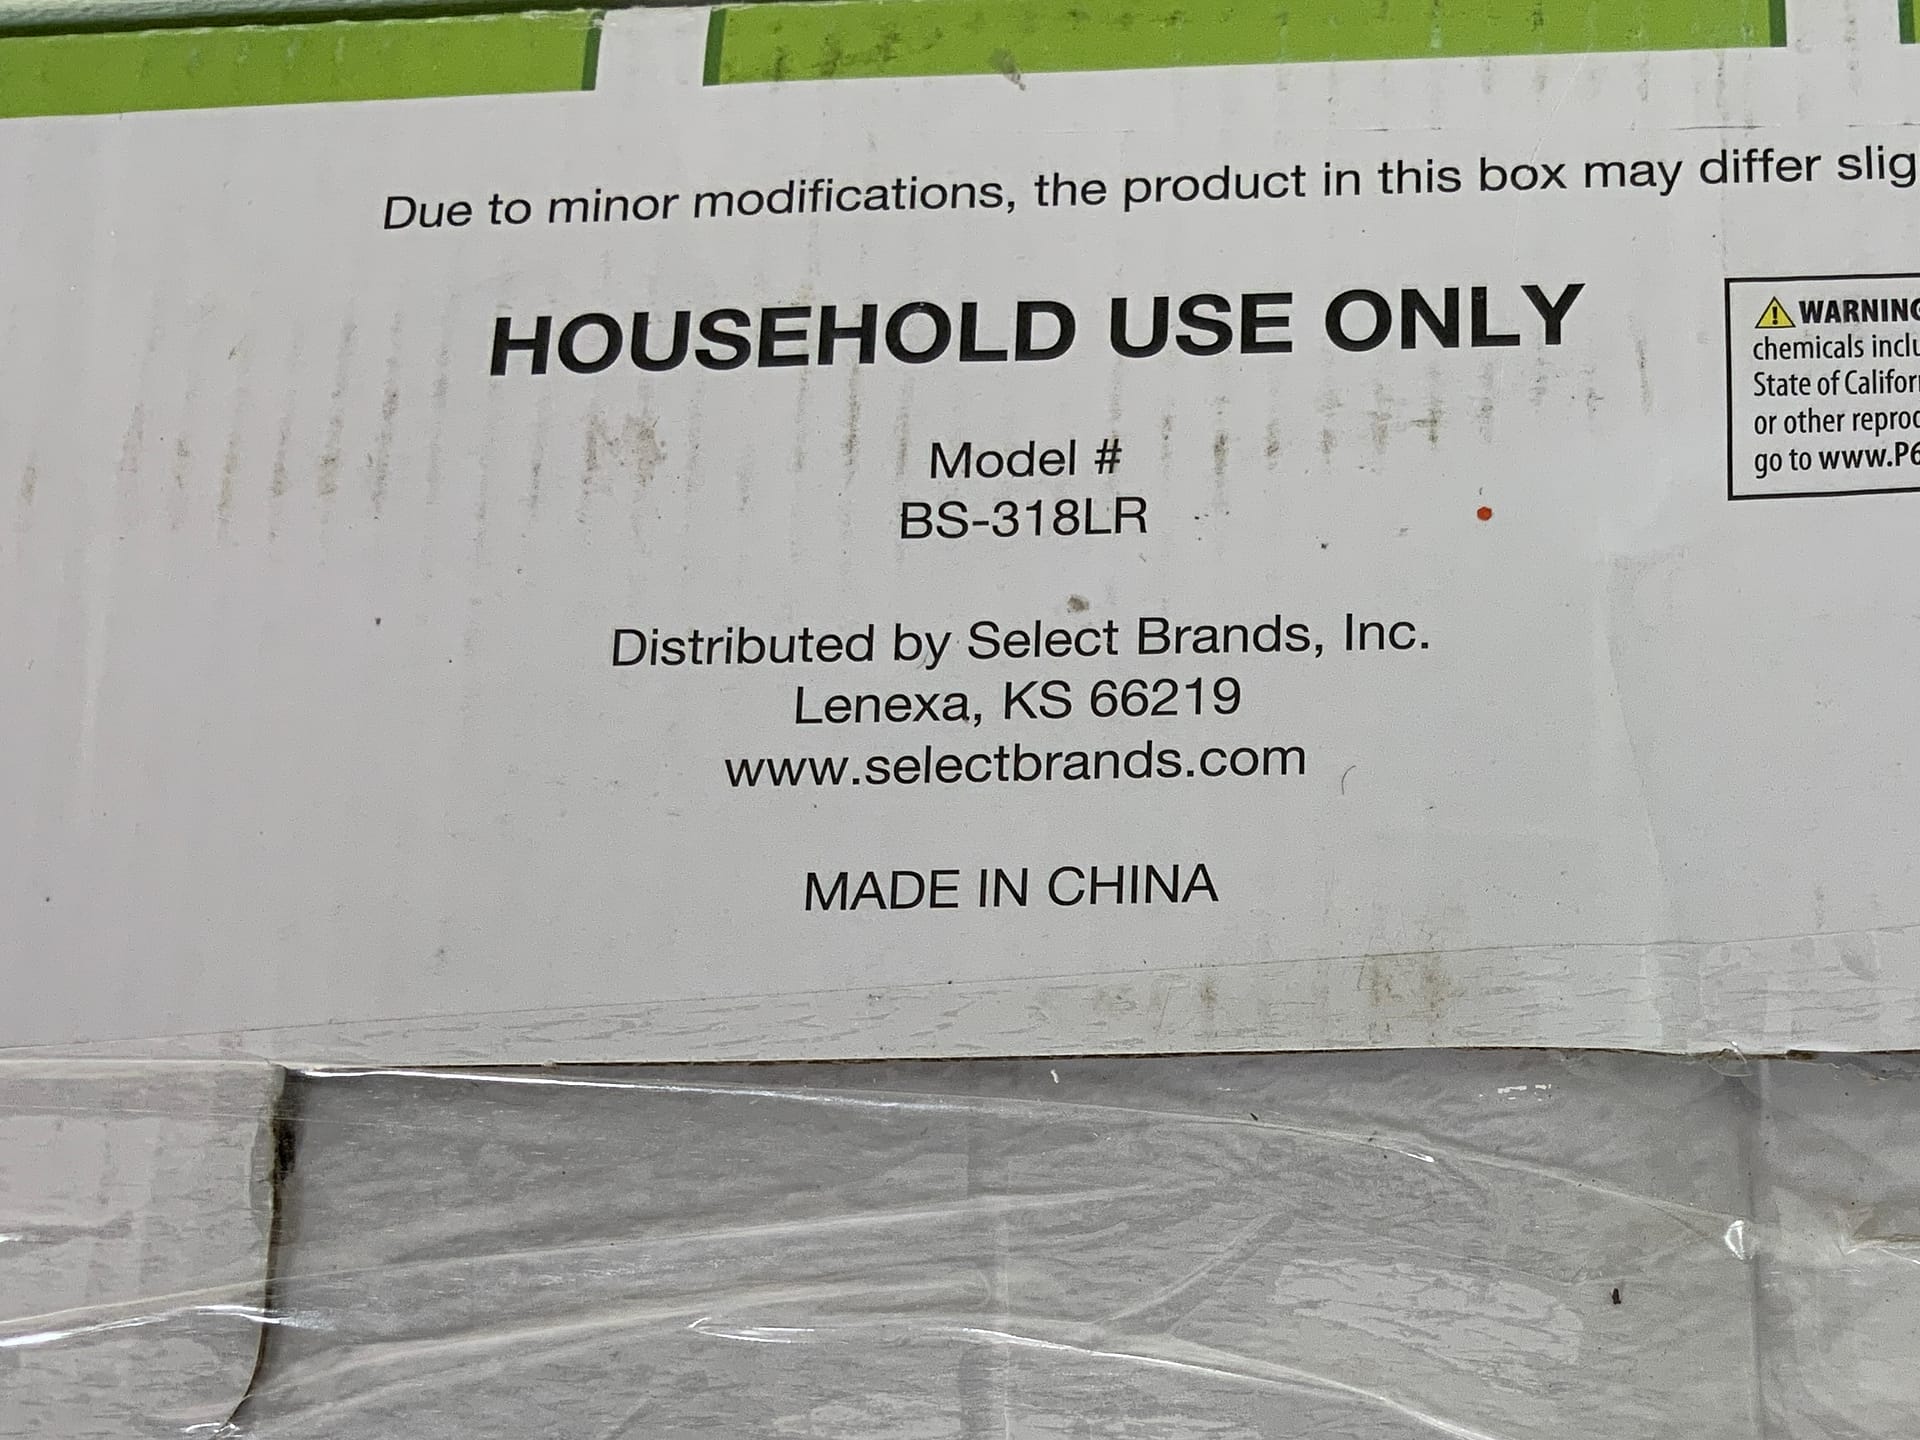 Due to minor modifications, the product in this box may differ slig
HOUSEHOLD USE ONLY
Model #
BS-318LR
Distributed by Select Brands, Inc.
Lenexa, KS 66219
www.selectbrands.com
MADE IN CHINA
WARNING
chemicals inclu
State of Califor
or other reproc
go to www.P6